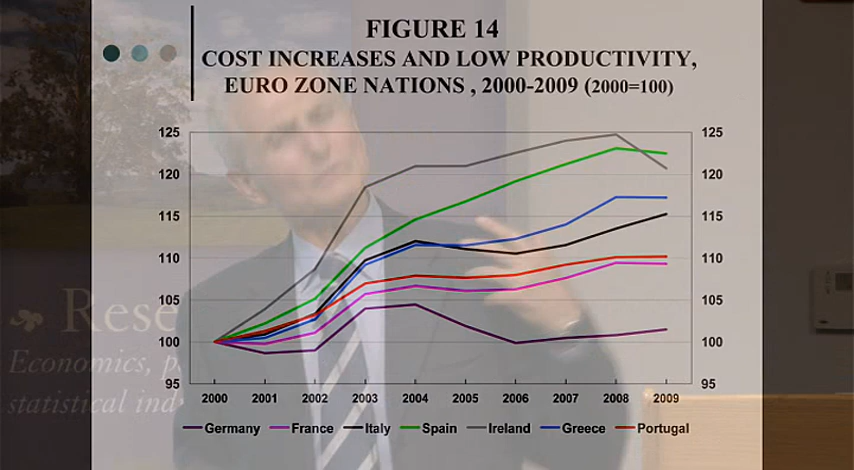 FIGURE 14
COST INCREASES AND LOW PRODUCTIVITY,
EURO ZONE NATIONS , 2000-2009 (2000=100)
125 125
120 120
115 115
110 110
105 105
100 100
95 95
2000 2001 2002 2003 2004 2005 2006 2007 2008 2009
Germany France Italy Spain Ireland Greece Portugal
Rese
Economics, p
statistical ind